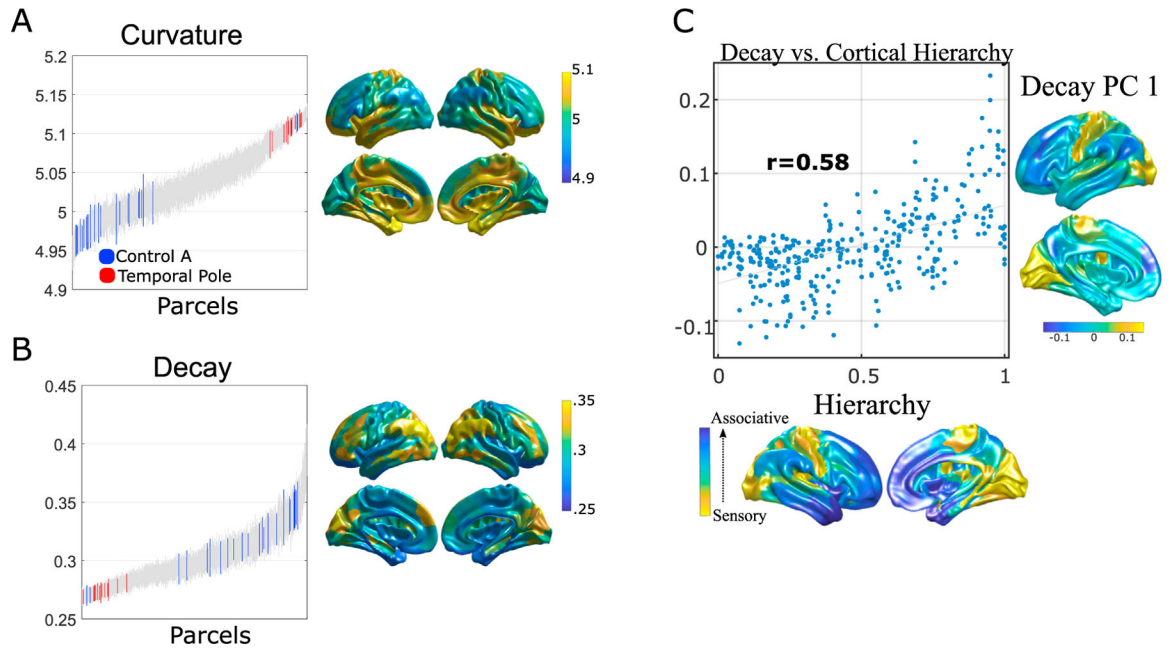 A
Curvature
5.2
5.15
5.1
5.05
5
4.95
4.9
Control A
Temporal Pole
Parcels
5.1
5
4.9
B
Decay
0.45
0.4
0.35
0.3
0.25
Parcels
.35
.3
.25
C
Decay vs. Cortical Hierarchy
0.2
0.1
0
-0.1
r=0.58
0
0.5
1
Hierarchy
Decay PC 1
-0.1
0
0.1
Associative
Sensory